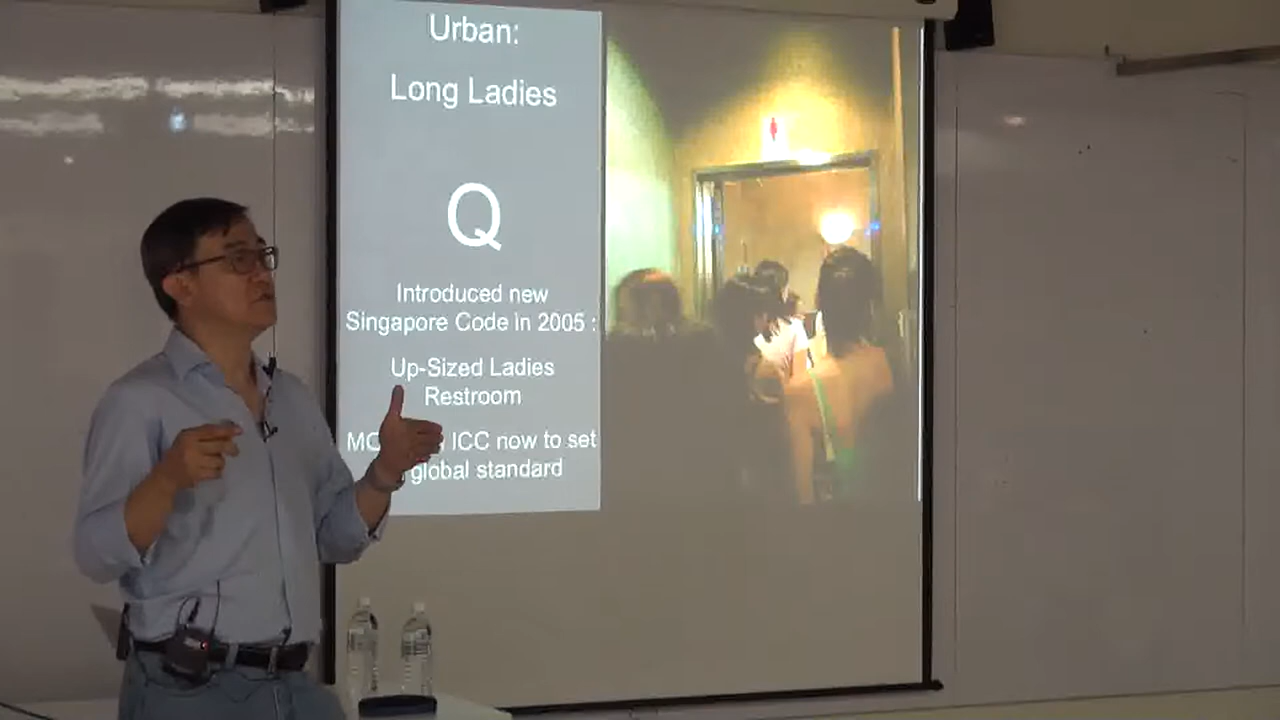 Urban:
Long Ladies
Q
Introduced new
Singapore Code in 2005 :
Up-Sized Ladies
Restroom
ICC now to set
global standard